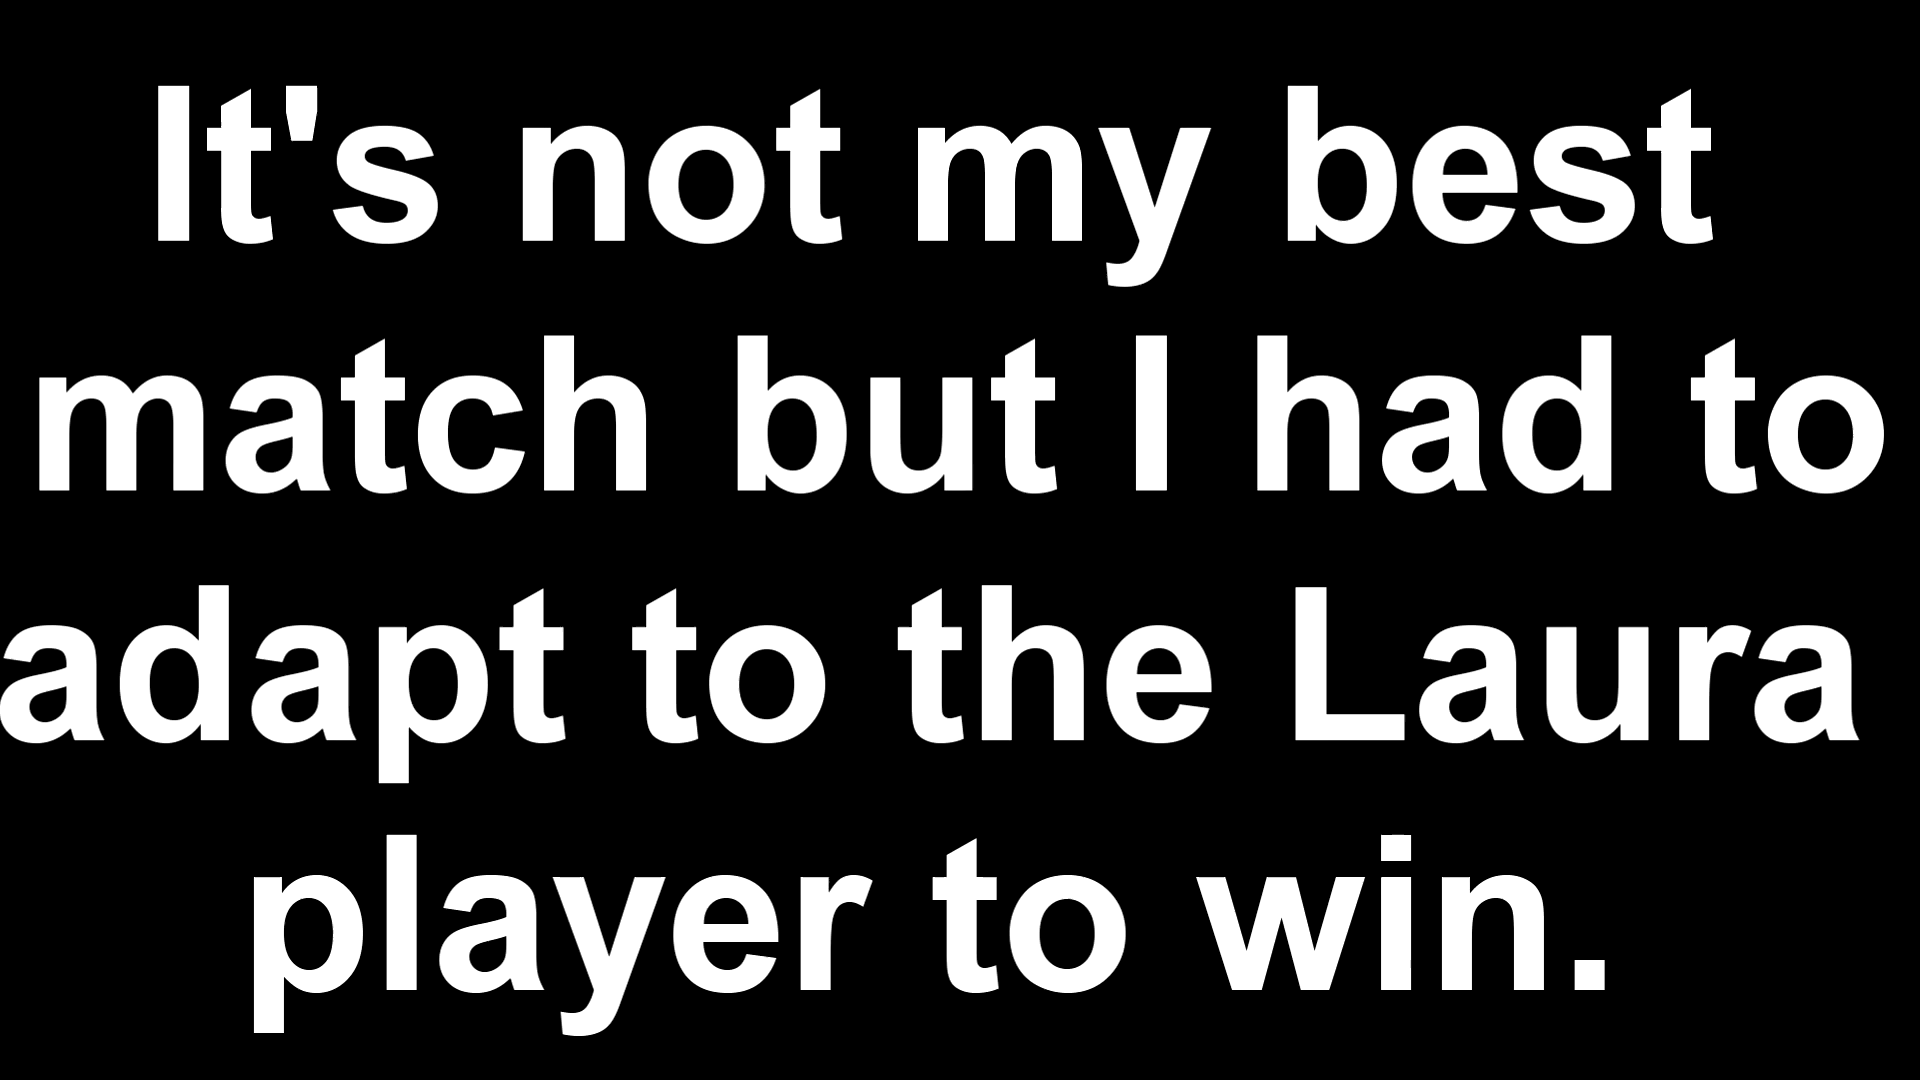 It's not my best
match but I had to
adapt to the Laura
player to win.